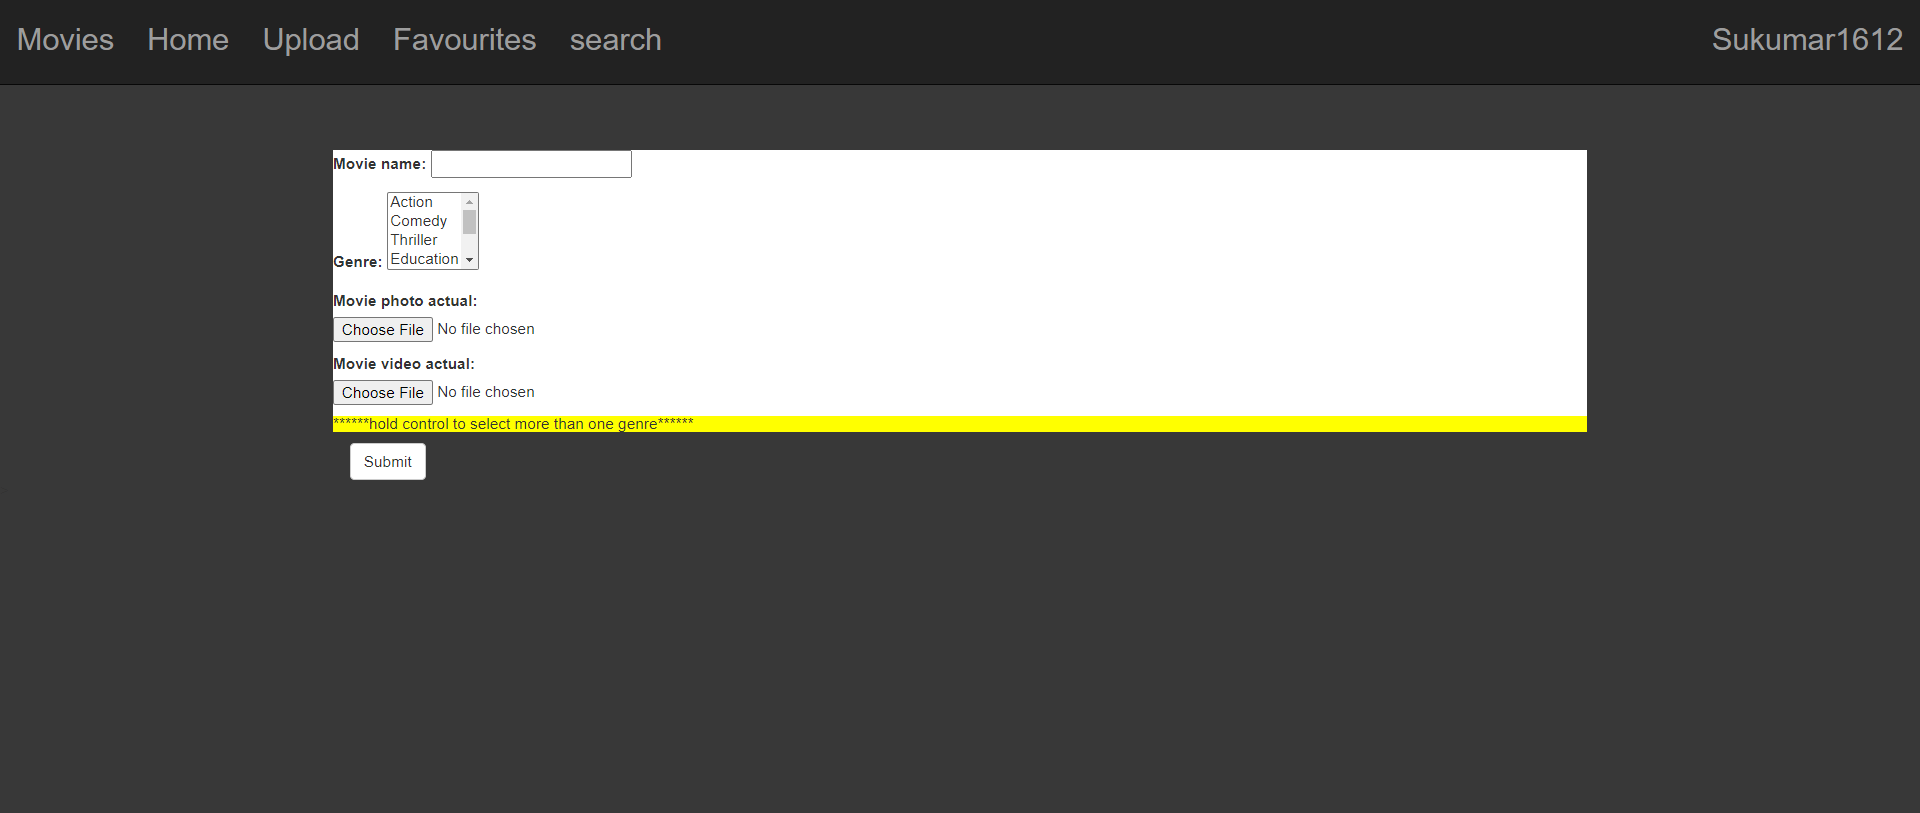 Movies Home Upload Favourites search Sukumar1612
Movie name:
Action
Comedy
Thriller
Education
Genre:
Movie photo actual:
Choose File No file chosen
Movie video actual:
Choose File No file chosen
******hold control to select more than one genre******
Submit